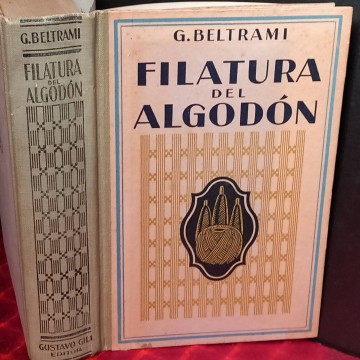 G. BELTRAMI
FILATURA
DEL
ALGODÓN
GUSTAVO GILI
EDITOR
G. BELTRAMI
FILATURA
DEL
ALGODÓN